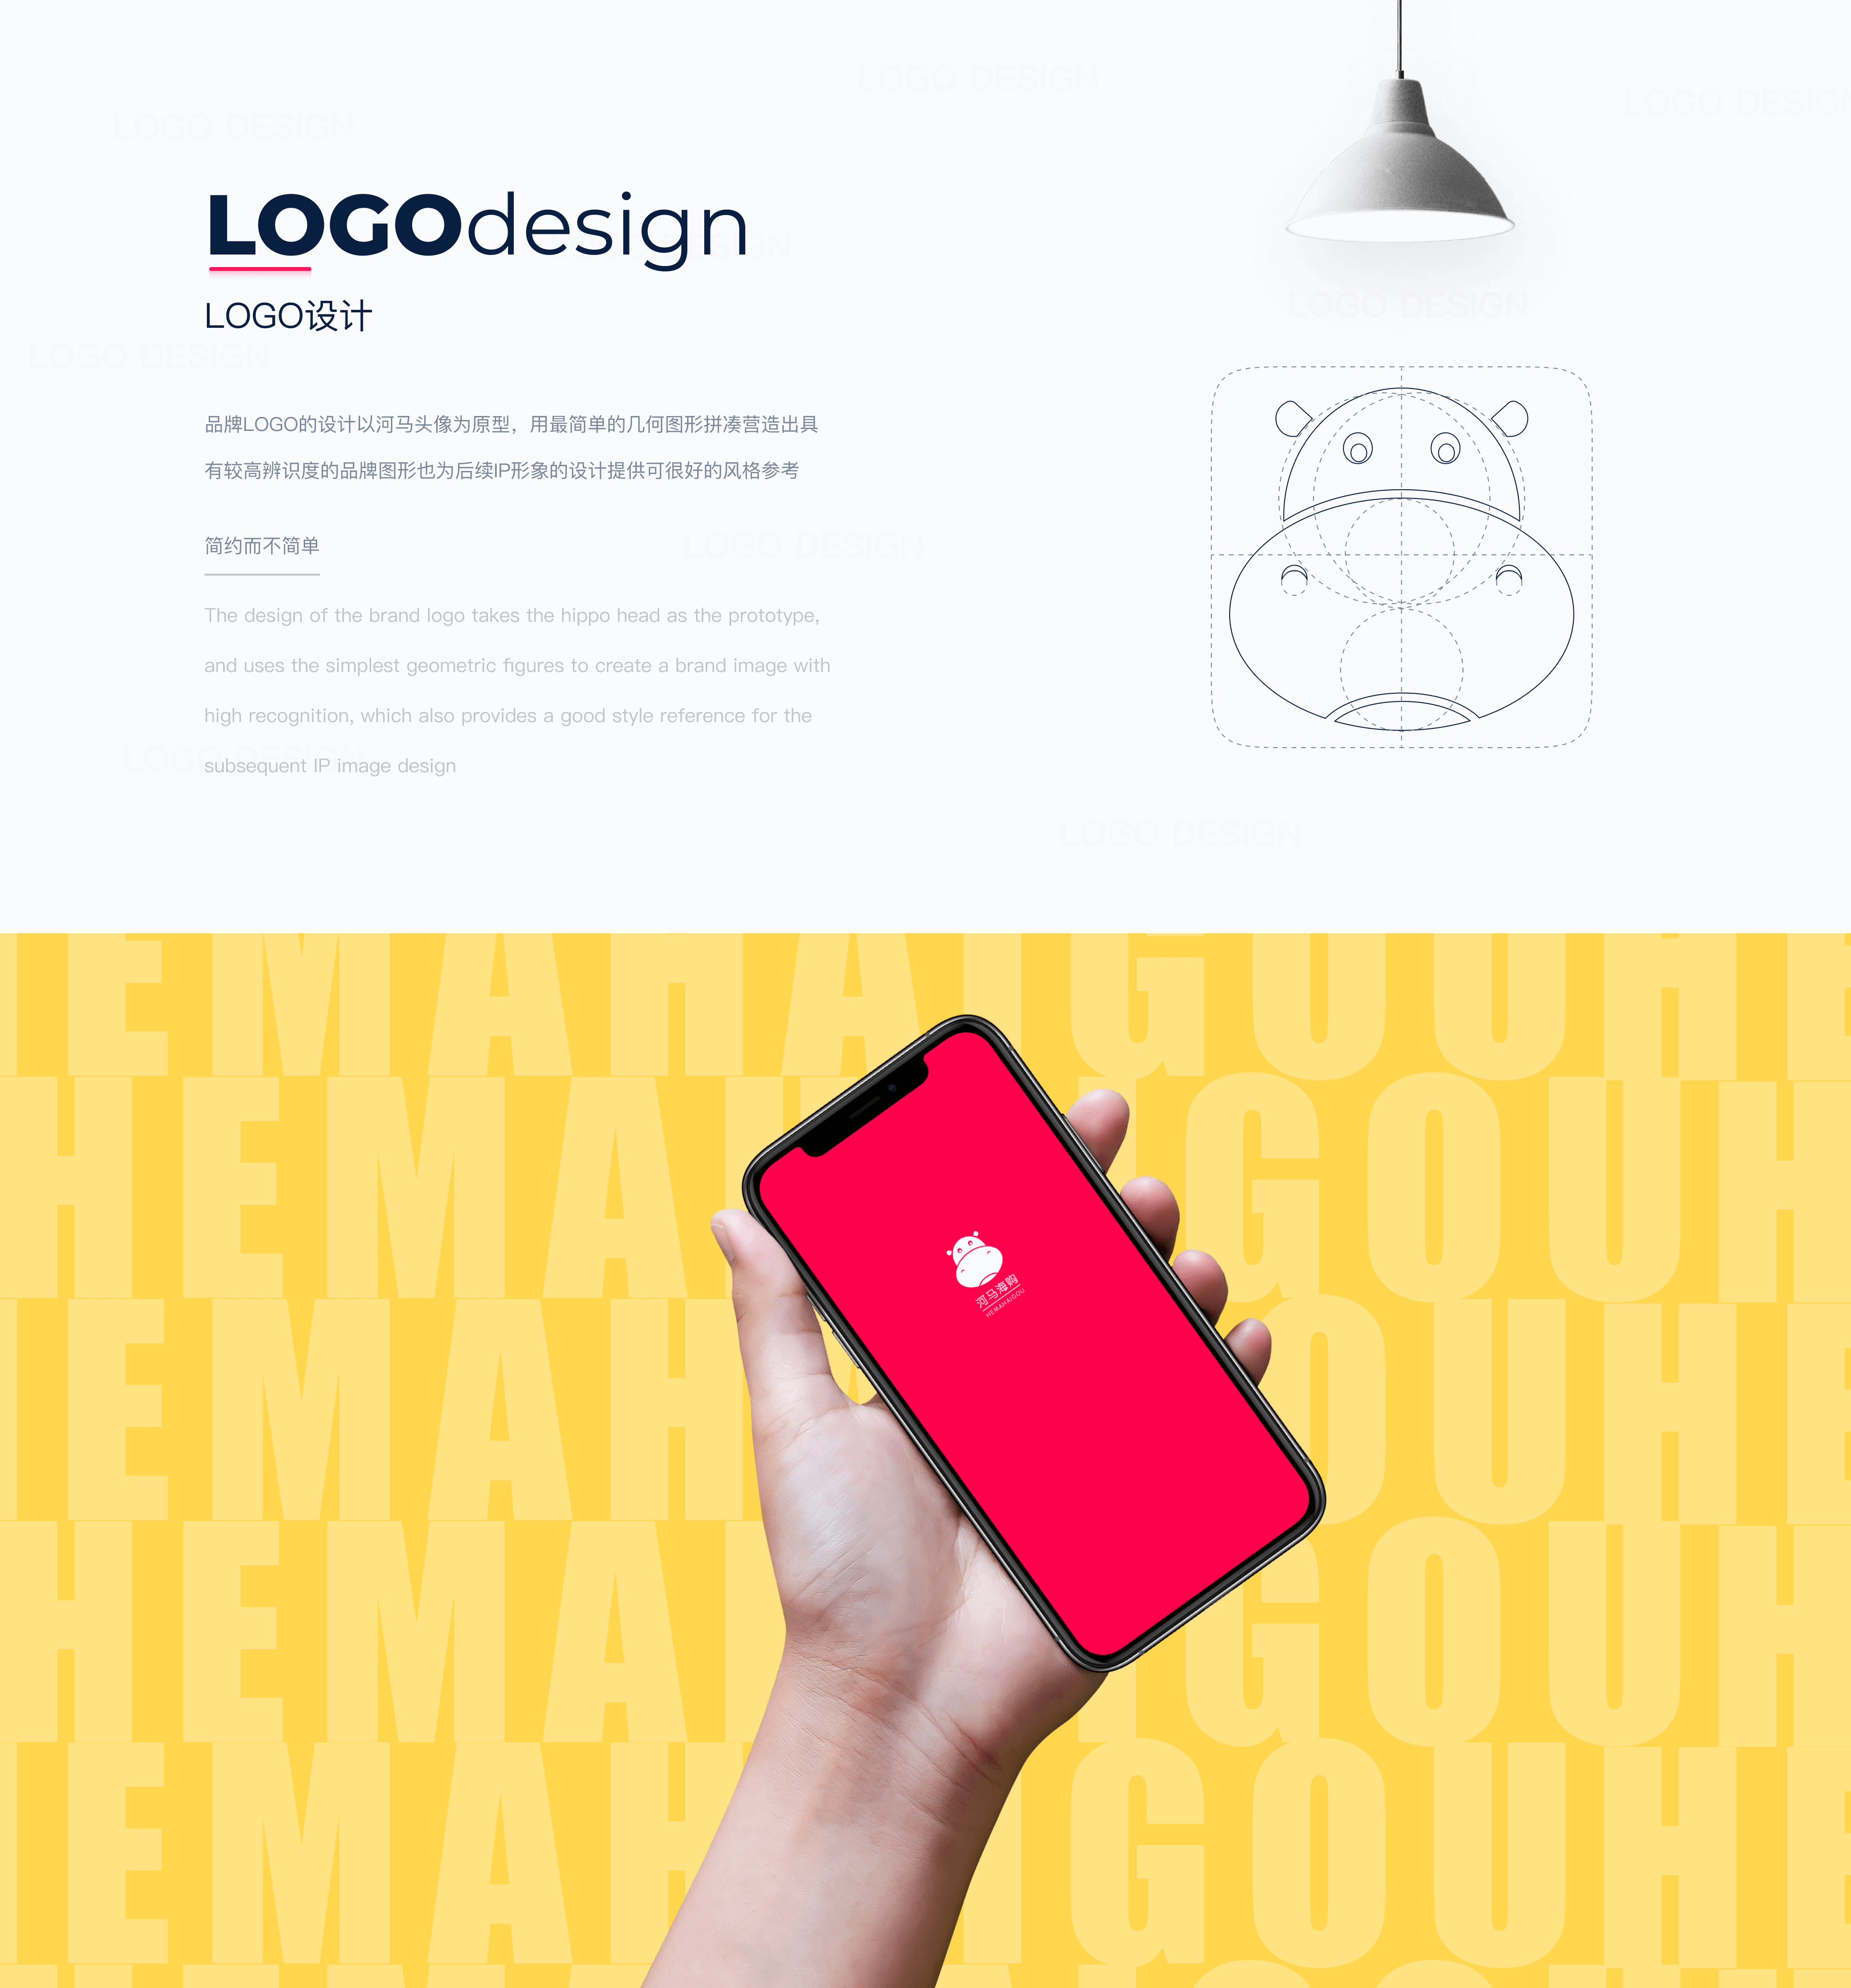 LOGO DESIGN
LOGO DESIGN
LOGO DESIGN
LOGOdesign
LOGO设计
LOGO DESIGN
LOGO DESIGN
品牌LOGO的设计以河马头像为原型，用最简单的几何图形拼凑营造出具
有较高辨识度的品牌图形也为后续IP形象的设计提供可很好的风格参考
简约而不简单
LOGO DESIGN
The design of the brand logo takes the hippo head as the prototype,
and uses the simplest geometric figures to create a brand image with
high recognition, which also provides a good style reference for the
LOGO DESIGN
subsequent IP image design
LOGO DESIGN
HEMAHAIGOUHE
HEMAHAIGOUH
河马海购
HEMAHAIGOU
EMAHOUHE
HEMAGOUH
EMAHIGOUHE